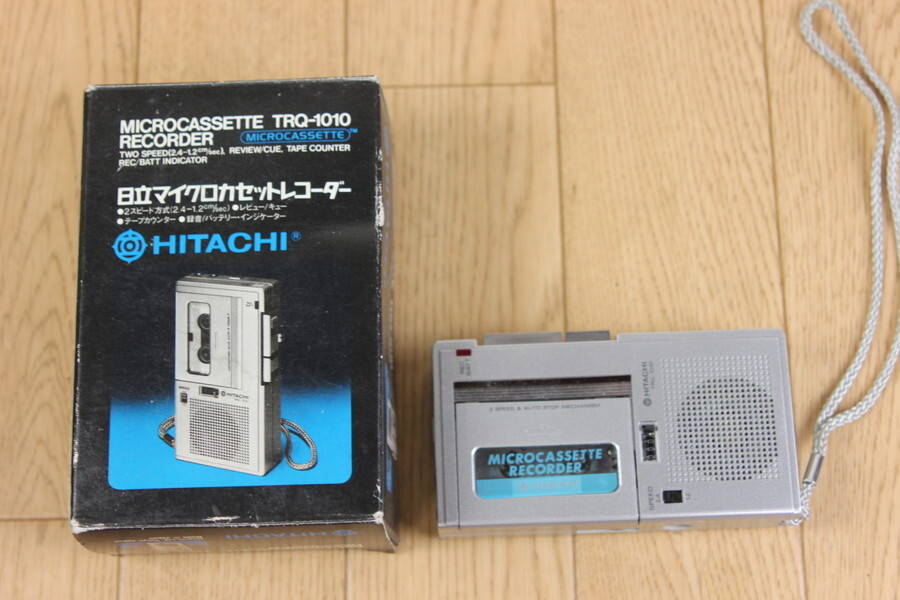 MICROCASSETTE TRQ-1010
RECORDER MICROCASSETTE™
TWO SPEED(2.4-1.2cm/sec), REVIEW/CUE, TAPE COUNTER
REC/BATT INDICATOR
日立マイクロカセットレコーダー
●2スピード方式(2.4-1.2cm/sec) ●レビュー/キュー
●テープカウンター ●録音/バッテリー・インジケーター
HITACHI®
HITACHI
HITACHI
REC
BATT
2 SPEED & AUTO STOP MECHANISM
MICROCASSETTE
RECORDER
HITACHI
SPEED